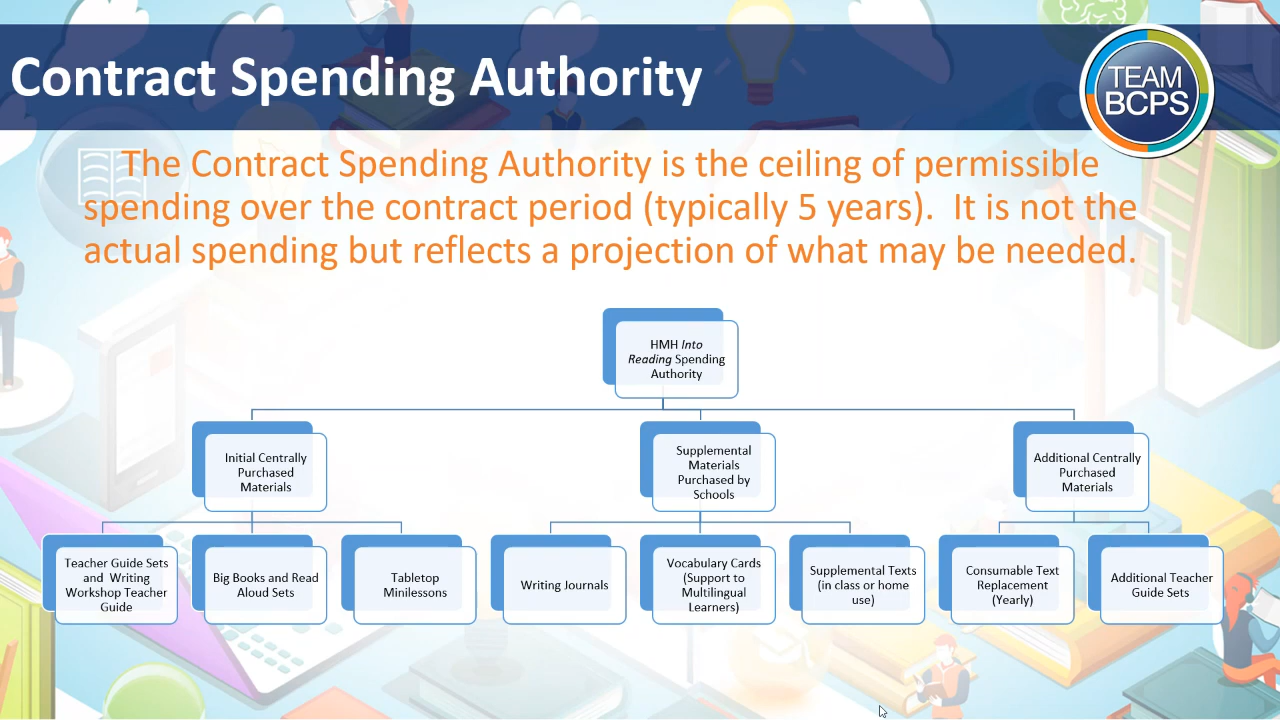 Contract Spending Authority
TEAM
BCPS
The Contract Spending Authority is the ceiling of permissible
spending over the contract period (typically 5 years).  It is not the
actual spending but reflects a projection of what may be needed.
HMH Into
Reading Spending
Authority
Initial Centrally
Purchased
Materials
Supplemental
Materials
Purchased by
Schools
Additional Centrally
Purchased
Materials
Teacher Guide Sets
and  Writing
Workshop Teacher
Guide
Big Books and Read
Aloud Sets
Tabletop
Minilessons
Writing Journals
Vocabulary Cards
(Support to
Multilingual
Learners)
Supplemental Texts
(in class or home
use)
Consumable Text
Replacement
(Yearly)
Additional Teacher
Guide Sets